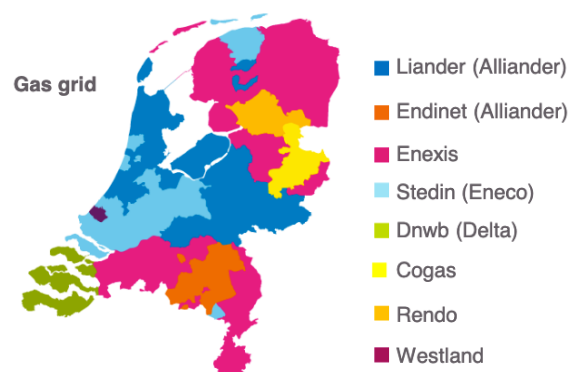 Gas grid
Liander (Alliander)
Endinet (Alliander)
Enexis
Stedin (Eneco)
Dnwb (Delta)
Cogas
Rendo
Westland